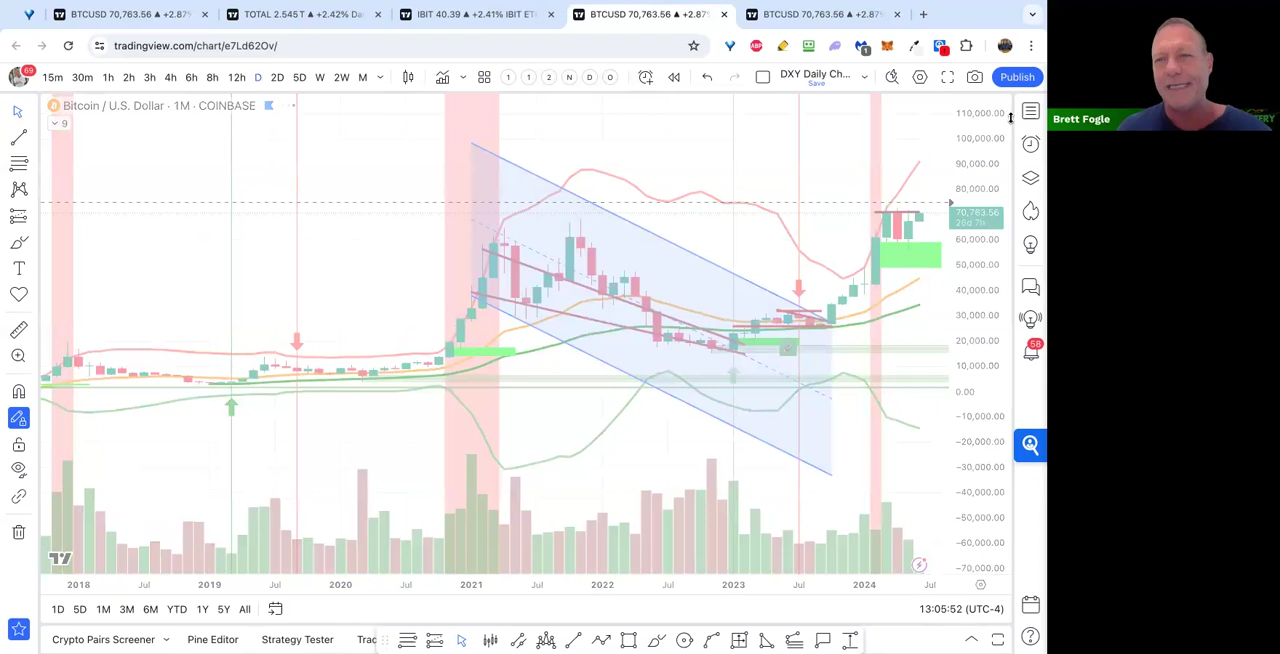 BTCUSD 70,763.56 ▲ +2.87%
TOTAL 2.545 T ▲ +2.42% Da
IBIT 40.39 ▲ +2.41% IBIT ET
BTCUSD 70,763.56 ▲ +2.87%
BTCUSD 70,763.56 ▲ +2.87%
tradingview.com/chart/e7Ld62Ov/
ABP
1
69
15m 30m 1h 2h 3h 4h 6h 8h 12h D 2D 3D W 2W M
1 2 N D O
DXY Daily Ch...
Save
Publish
Bitcoin / U.S. Dollar · 1M · COINBASE
9
110,000.00
100,000.00
90,000.00
80,000.00
70,763.56
26d 7h
60,000.00
50,000.00
40,000.00
30,000.00
20,000.00
10,000.00
0.00
−10,000.00
−20,000.00
−30,000.00
−40,000.00
−50,000.00
−60,000.00
−70,000.00
58
Brett Fogle
2018 Jul 2019 Jul 2020 Jul 2021 Jul 2022 Jul 2023 Jul 2024 Jul
1D 5D 1M 3M 6M YTD 1Y 5Y All
13:05:52 (UTC-4)
Crypto Pairs Screener Pine Editor Strategy Tester Trac